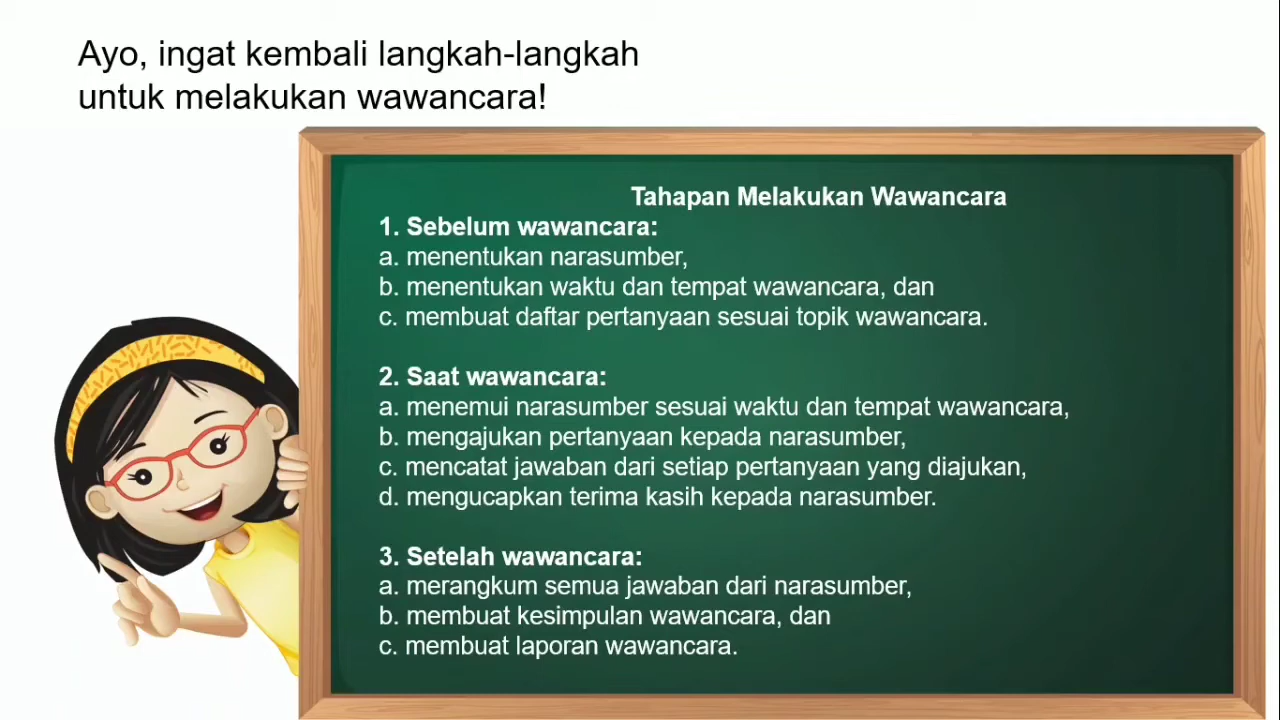 Ayo, ingat kembali langkah-langkah
untuk melakukan wawancara!
Tahapan Melakukan Wawancara
1. Sebelum wawancara:
a. menentukan narasumber,
b. menentukan waktu dan tempat wawancara, dan
c. membuat daftar pertanyaan sesuai topik wawancara.
2. Saat wawancara:
a. menemui narasumber sesuai waktu dan tempat wawancara,
b. mengajukan pertanyaan kepada narasumber,
c. mencatat jawaban dari setiap pertanyaan yang diajukan,
d. mengucapkan terima kasih kepada narasumber.
3. Setelah wawancara:
a. merangkum semua jawaban dari narasumber,
b. membuat kesimpulan wawancara, dan
c. membuat laporan wawancara.